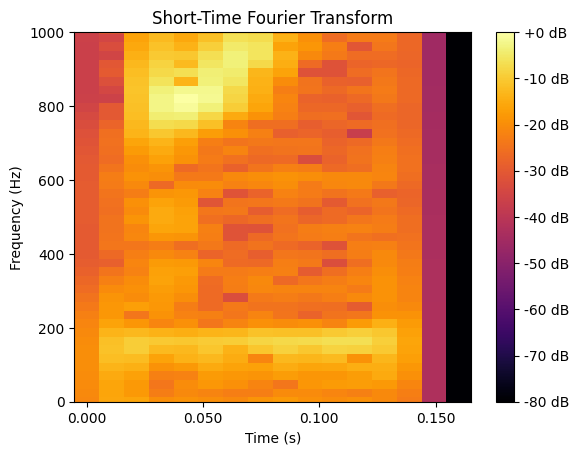 Short-Time Fourier Transform
1000
800
600
400
200
0
Frequency (Hz)
0.000
0.050
0.100
0.150
Time (s)
+0 dB
-10 dB
-20 dB
-30 dB
-40 dB
-50 dB
-60 dB
-70 dB
-80 dB